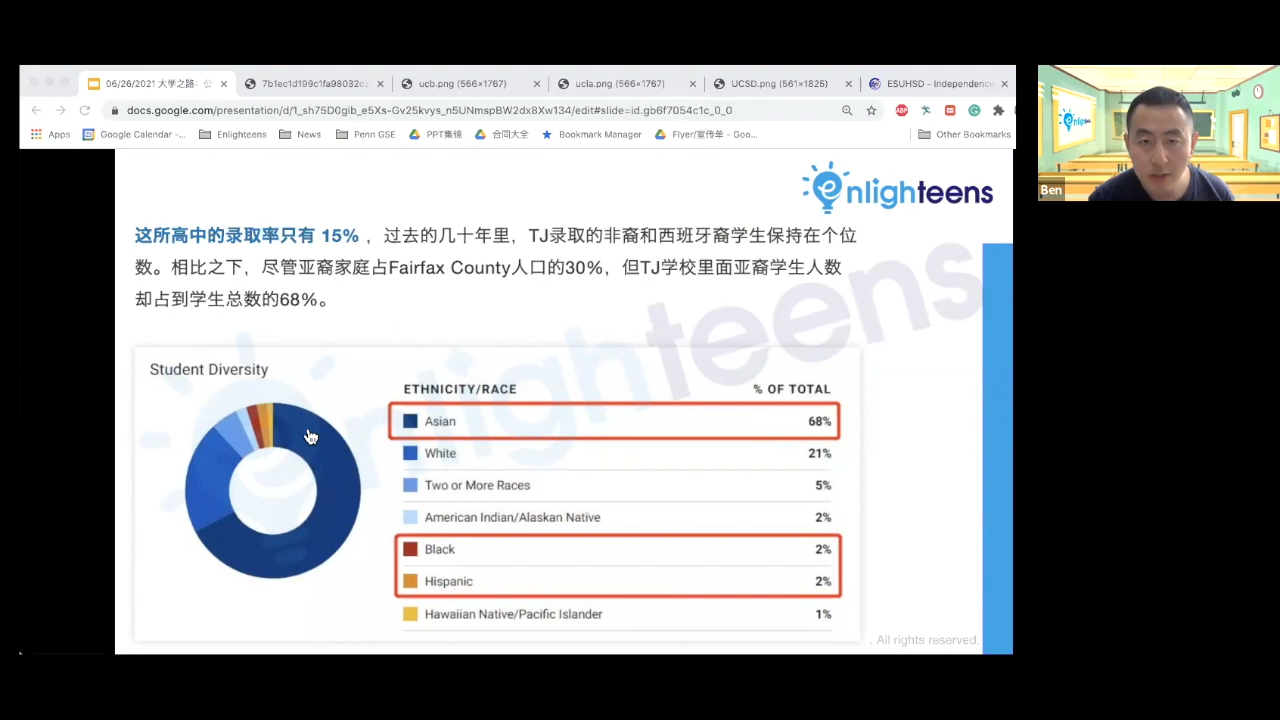 06/26/2021 大学之路: 公
7b1ec1d199c1fa98032c
ucb.png (566×1767)
ucla.png (566×1767)
UCSD.png (561×1825)
ESUHSD - Independence
docs.google.com/presentation/d/1_sh75D0gib_e5Xs-Gv25kvys_n5UNmspBW2dx8Xw134/edit#slide=id.gb6f7054c1c_0_0
Apps
Google Calendar -...
Enlighteens
News
Penn GSE
PPT集锦
合同大全
Bookmark Manager
Flyer/宣传单 - Goo...
Other Bookmarks
Ben
enlighteens
这所高中的录取率只有 15% ，过去的几十年里，TJ录取的非裔和西班牙裔学生保持在个位
数。相比之下，尽管亚裔家庭占Fairfax County人口的30%，但TJ学校里面亚裔学生人数
却占到学生总数的68%。
enlighteens
Student Diversity
ETHNICITY/RACE % OF TOTAL
Asian 68%
White 21%
Two or More Races 5%
American Indian/Alaskan Native 2%
Black 2%
Hispanic 2%
Hawaiian Native/Pacific Islander 1%
. All rights reserved.